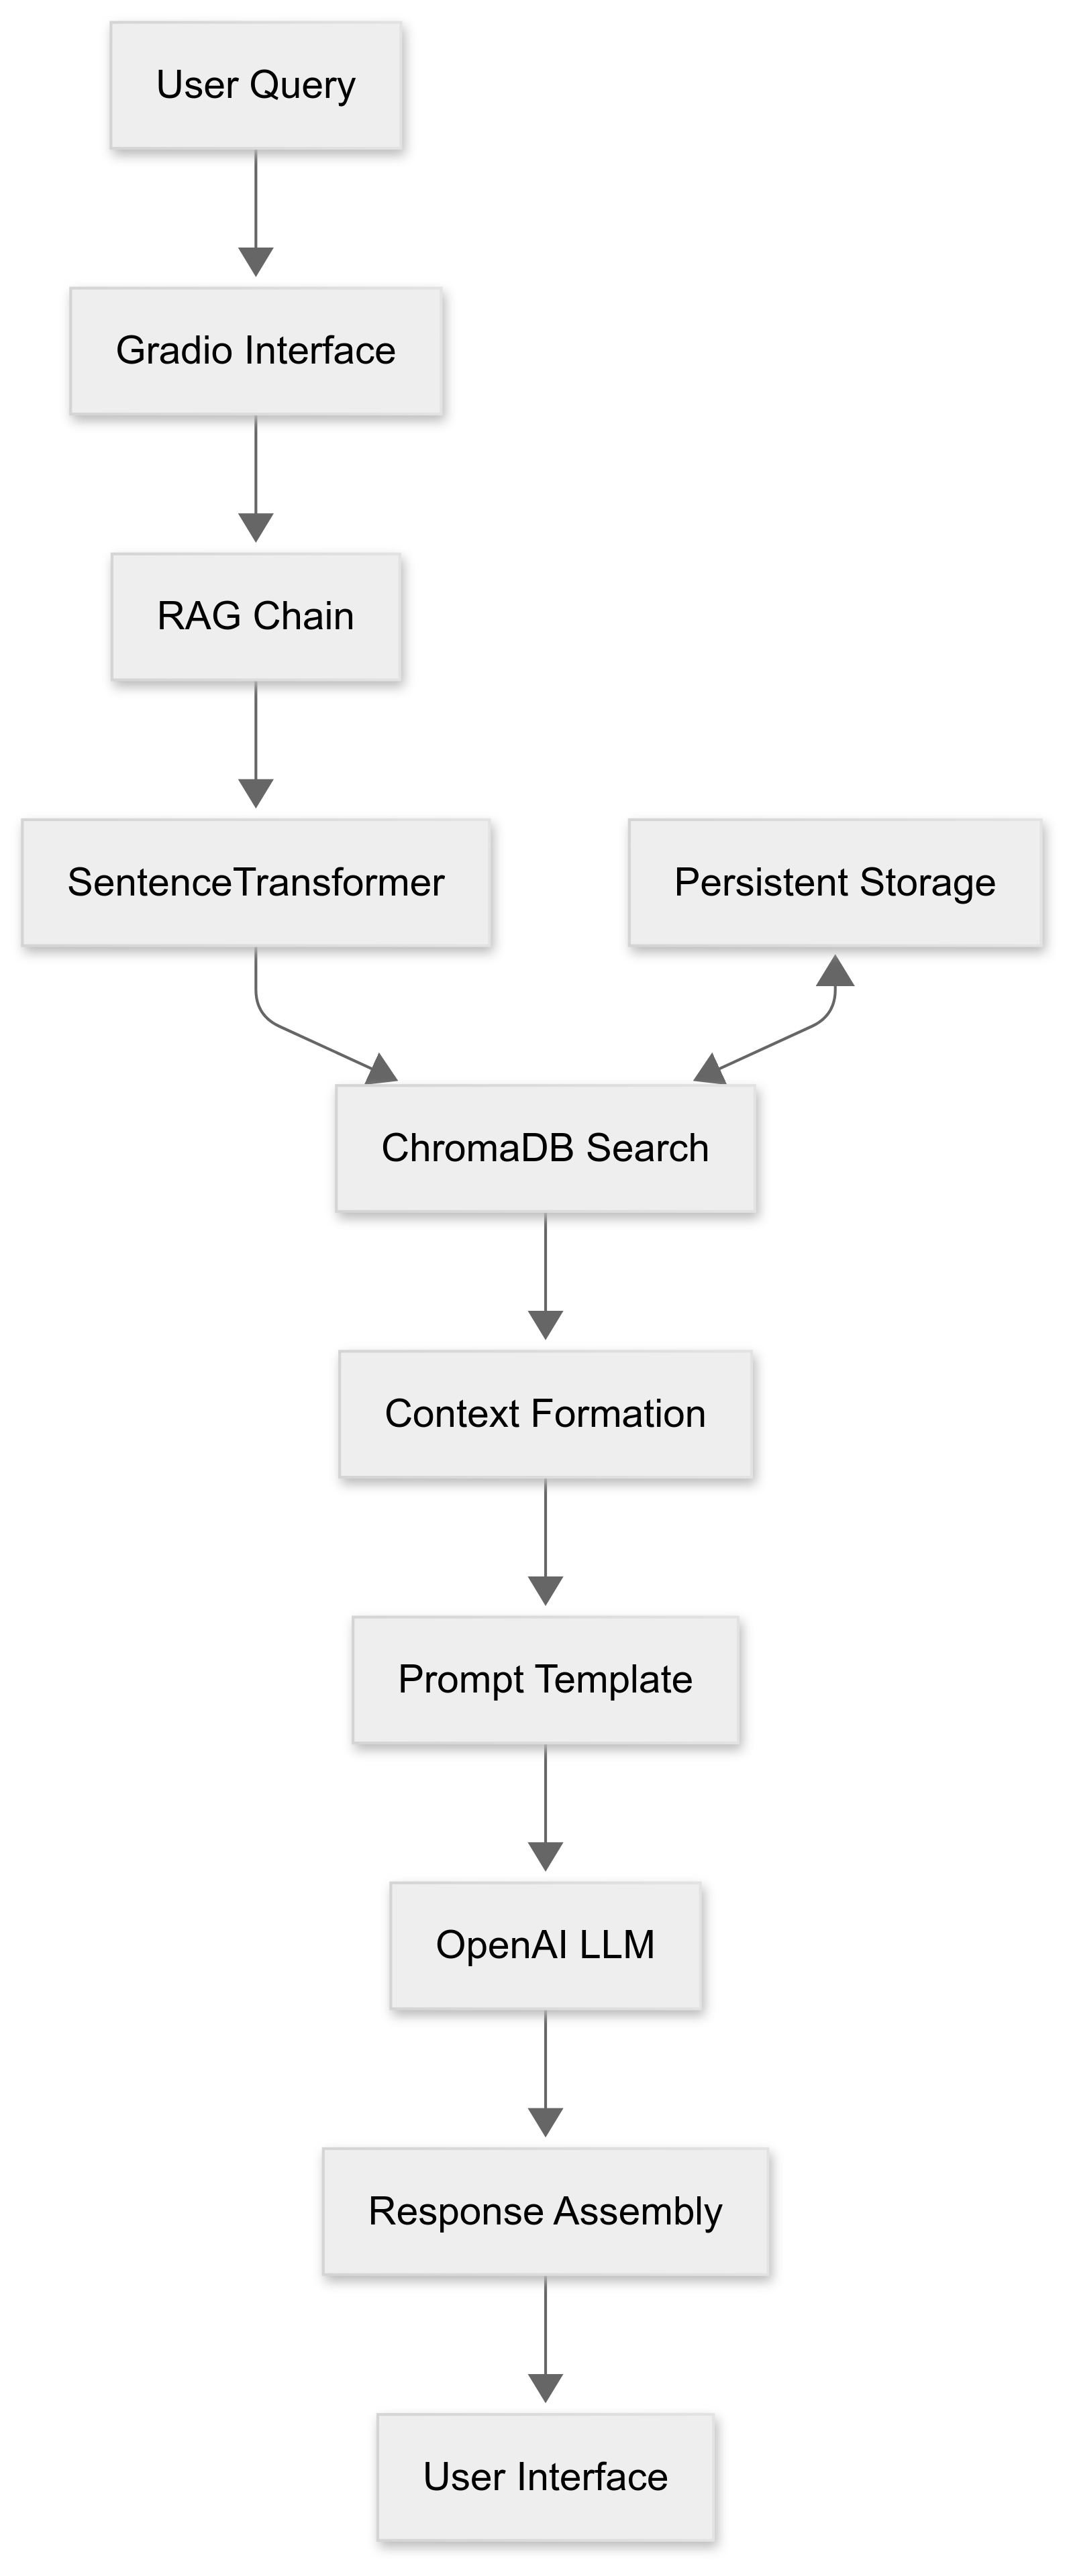 User Query
Gradio Interface
RAG Chain
SentenceTransformer
Persistent Storage
ChromaDB Search
Context Formation
Prompt Template
OpenAI LLM
Response Assembly
User Interface